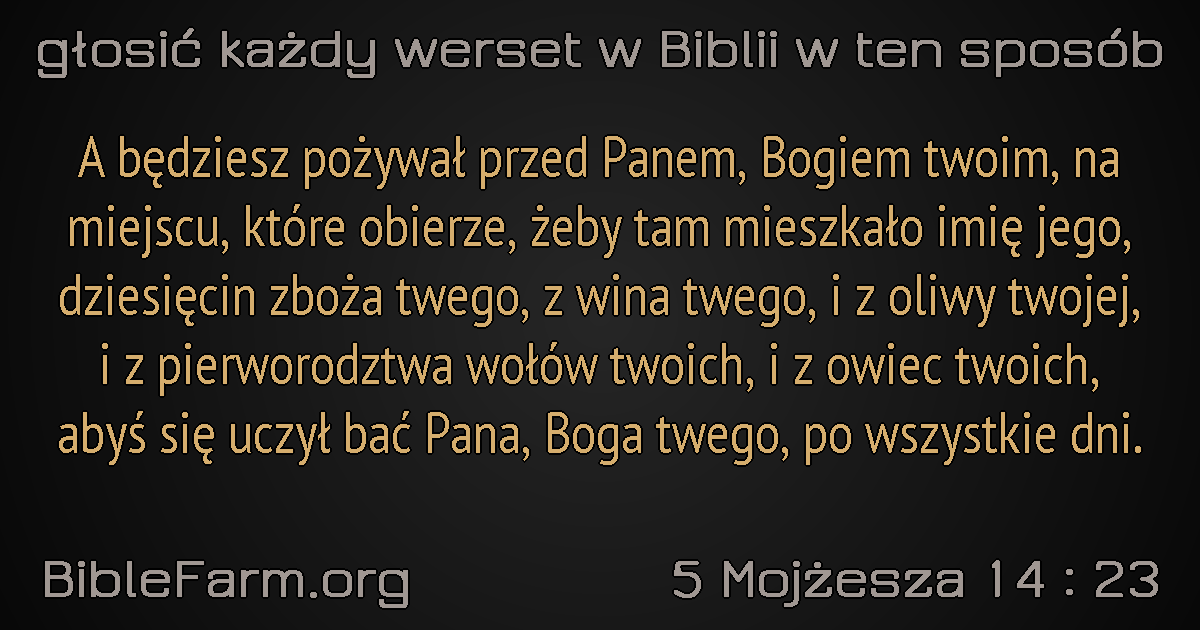 głosić każdy werset w Biblii w ten sposób
A będziesz pożywał przed Panem, Bogiem twoim, na
miejscu, które obierze, żeby tam mieszkało imię jego,
dziesięcin zboża twego, z wina twego, i z oliwy twojej,
i z pierworodztwa wołów twoich, i z owiec twoich,
abyś się uczył bać Pana, Boga twego, po wszystkie dni.
BibleFarm.org
5 Mojżesza 14 : 23